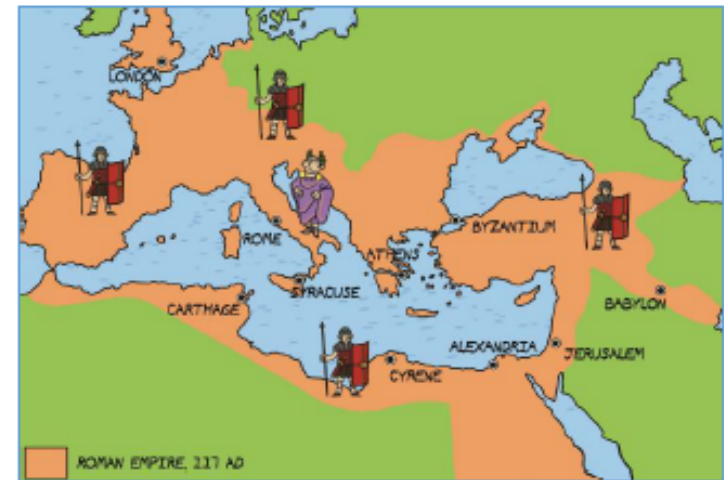 LONDON
ROME
BYZANTIUM
ATHENS
SYRACUSE
CARTHAGE
BABYLON
ALEXANDRIA
JERUSALEM
CYRENE
ROMAN EMPIRE, 117 AD